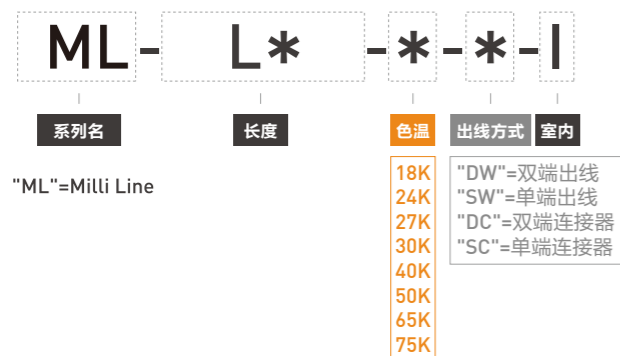 ML- L* -*-*-I
系列名 长度 色温 出线方式 室内
"ML"=Milli Line
18K
24K
27K
30K
40K
50K
65K
75K
"DW"=双端出线
"SW"=单端出线
"DC"=双端连接器
"SC"=单端连接器